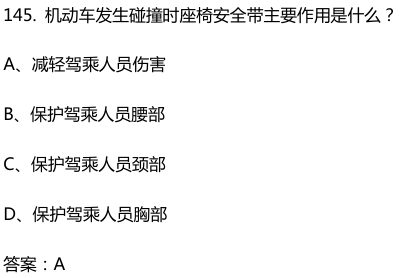 145. 机动车发生碰撞时座椅安全带主要作用是什么？
A、减轻驾乘人员伤害
B、保护驾乘人员腰部
C、保护驾乘人员颈部
D、保护驾乘人员胸部
答案：A